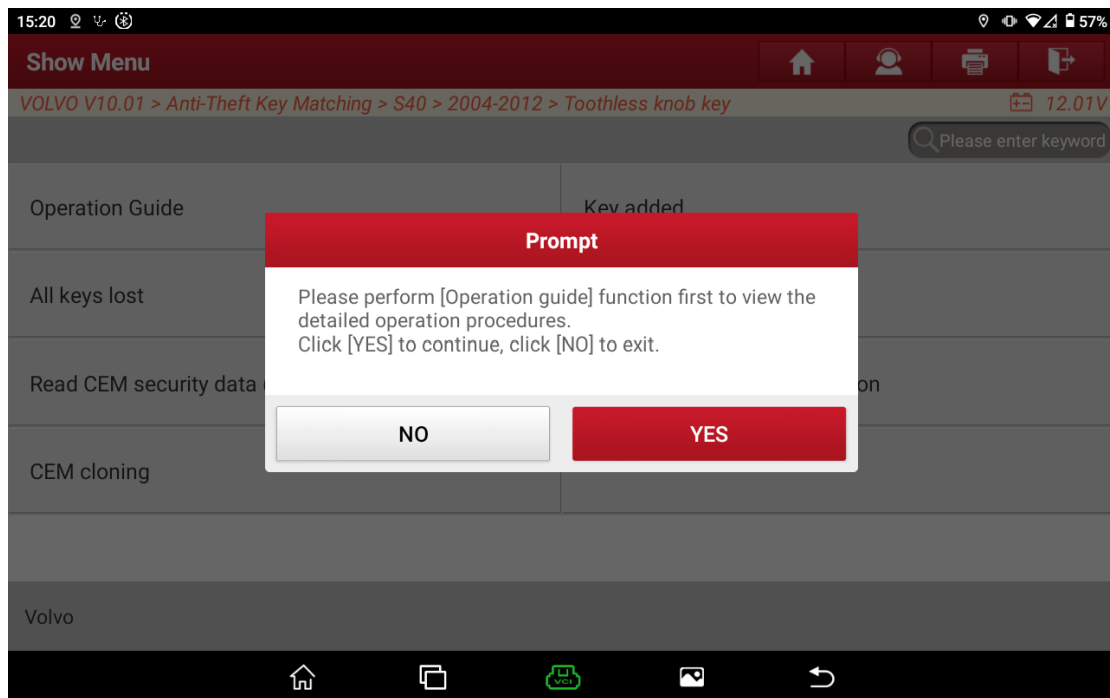 15:20
57%
Show Menu
VOLVO V10.01 > Anti-Theft Key Matching > S40 > 2004-2012 > Toothless knob key
12.01V
Please enter keyword
Operation Guide
Key added
Prompt
Please perform [Operation guide] function first to view the
detailed operation procedures.
Click [YES] to continue, click [NO] to exit.
All keys lost
Read CEM security data
on
NO
YES
CEM cloning
Volvo
VCI